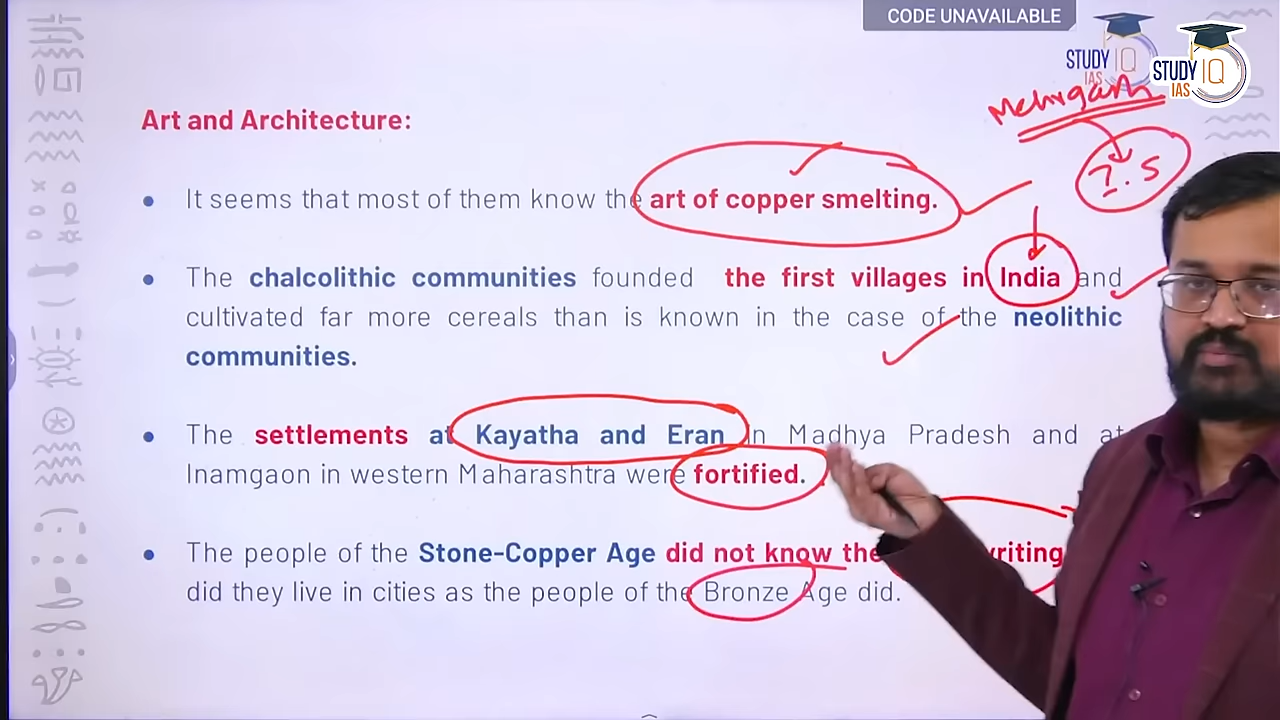 CODE UNAVAILABLE
STUDY IQ
IAS
STUDY IQ
IAS
Mehrgarh
Art and Architecture:
• It seems that most of them know the art of copper smelting.
• The chalcolithic communities founded the first villages in India and
cultivated far more cereals than is known in the case of the neolithic
communities.
• The settlements at Kayatha and Eran in Madhya Pradesh and at
Inamgaon in western Maharashtra were fortified.
• The people of the Stone-Copper Age did not know the writing
did they live in cities as the people of the Bronze Age did.